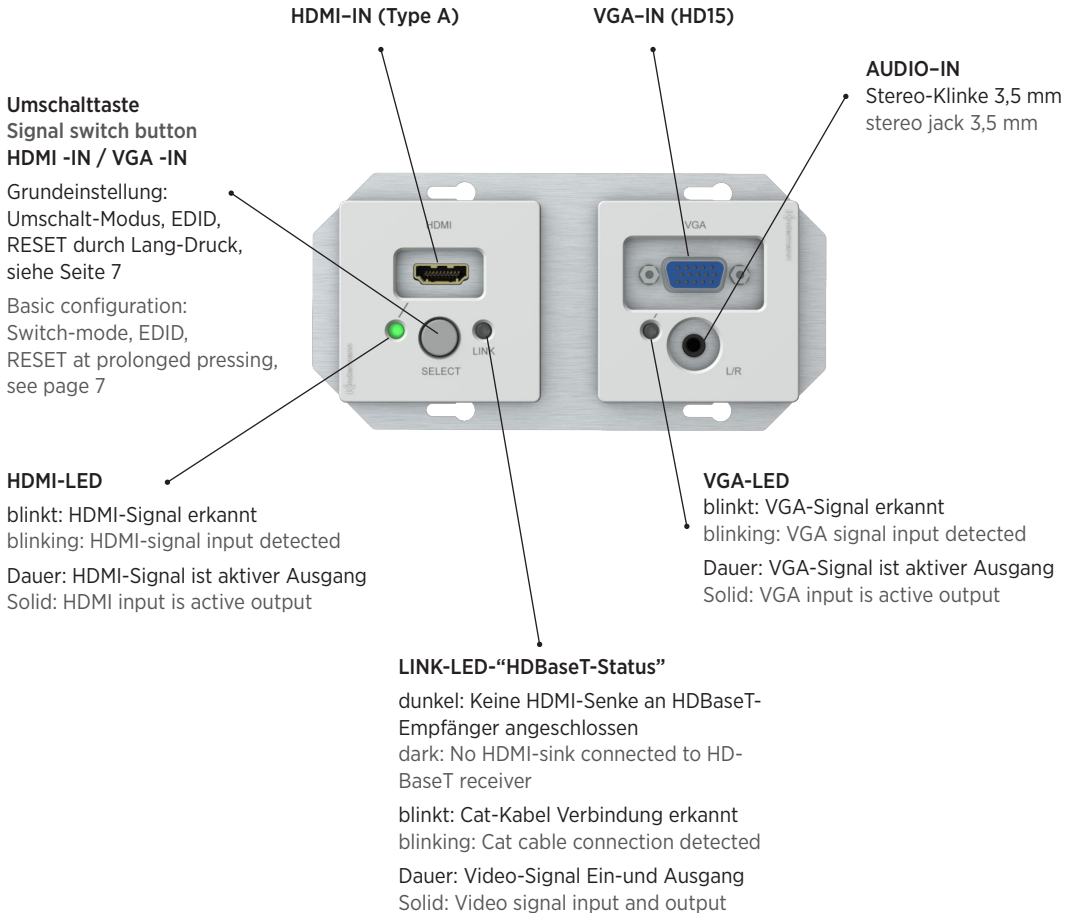 HDMI–IN (Type A)
VGA–IN (HD15)
AUDIO–IN
Stereo-Klinke 3,5 mm
stereo jack 3,5 mm
Umschalttaste
Signal switch button
HDMI -IN / VGA -IN
Grundeinstellung:
Umschalt-Modus, EDID,
RESET durch Lang-Druck,
siehe Seite 7
Basic configuration:
Switch-mode, EDID,
RESET at prolonged pressing,
see page 7
HDMI
LINK
SELECT
kindermann
VGA
L/R
kindermann
HDMI-LED
blinkt: HDMI-Signal erkannt
blinking: HDMI-signal input detected
Dauer: HDMI-Signal ist aktiver Ausgang
Solid: HDMI input is active output
VGA-LED
blinkt: VGA-Signal erkannt
blinking: VGA signal input detected
Dauer: VGA-Signal ist aktiver Ausgang
Solid: VGA input is active output
LINK-LED-“HDBaseT-Status”
dunkel: Keine HDMI-Senke an HDBaseT-
Empfänger angeschlossen
dark: No HDMI-sink connected to HD-
BaseT receiver
blinkt: Cat-Kabel Verbindung erkannt
blinking: Cat cable connection detected
Dauer: Video-Signal Ein-und Ausgang
Solid: Video signal input and output